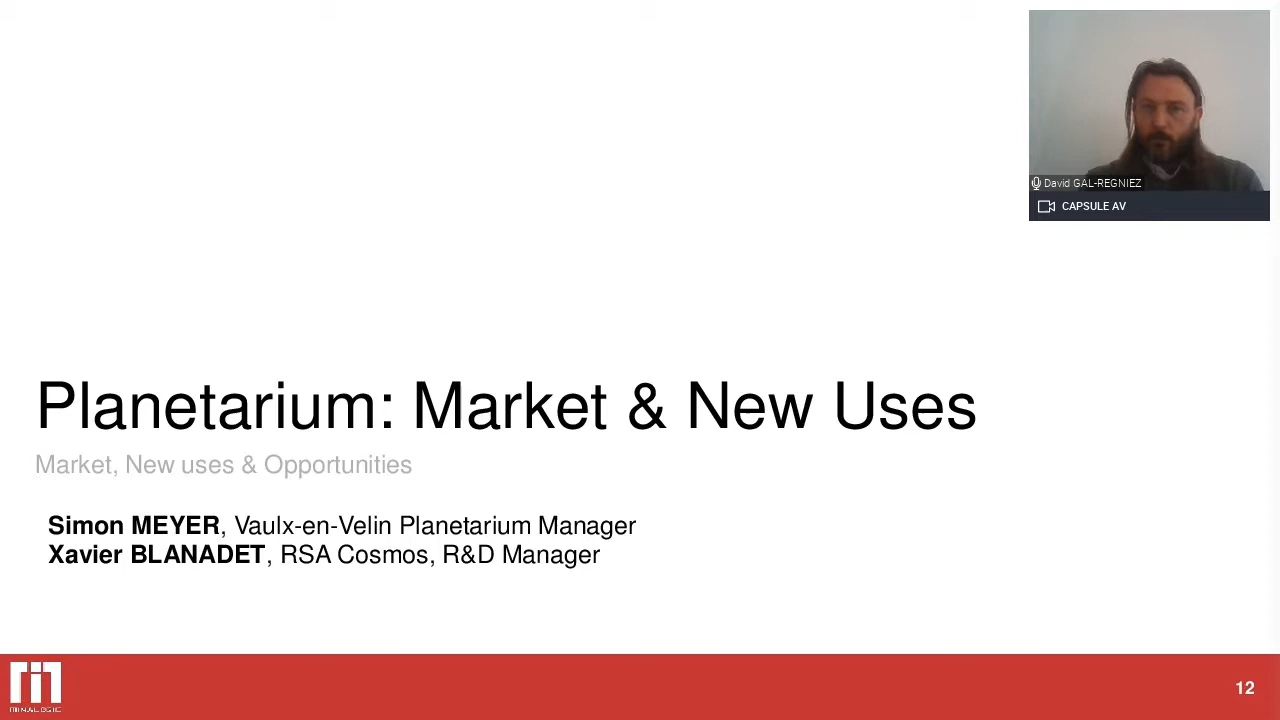 David GAL-REGNIEZ
CAPSULE AV
Planetarium: Market & New Uses
Market, New uses & Opportunities
Simon MEYER, Vaulx-en-Velin Planetarium Manager
Xavier BLANADET, RSA Cosmos, R&D Manager
MINALOGIC
12